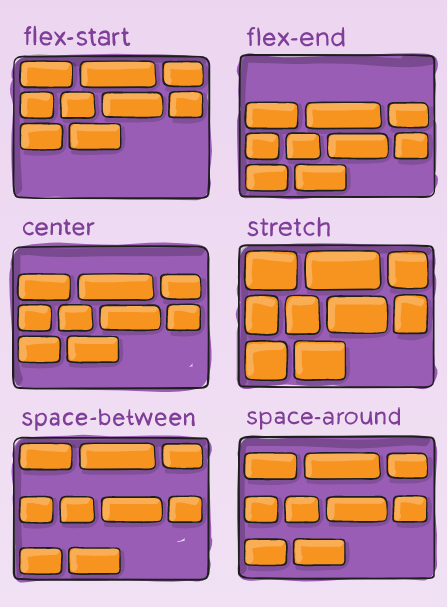 flex-start
flex-end
center
stretch
space-between
space-around